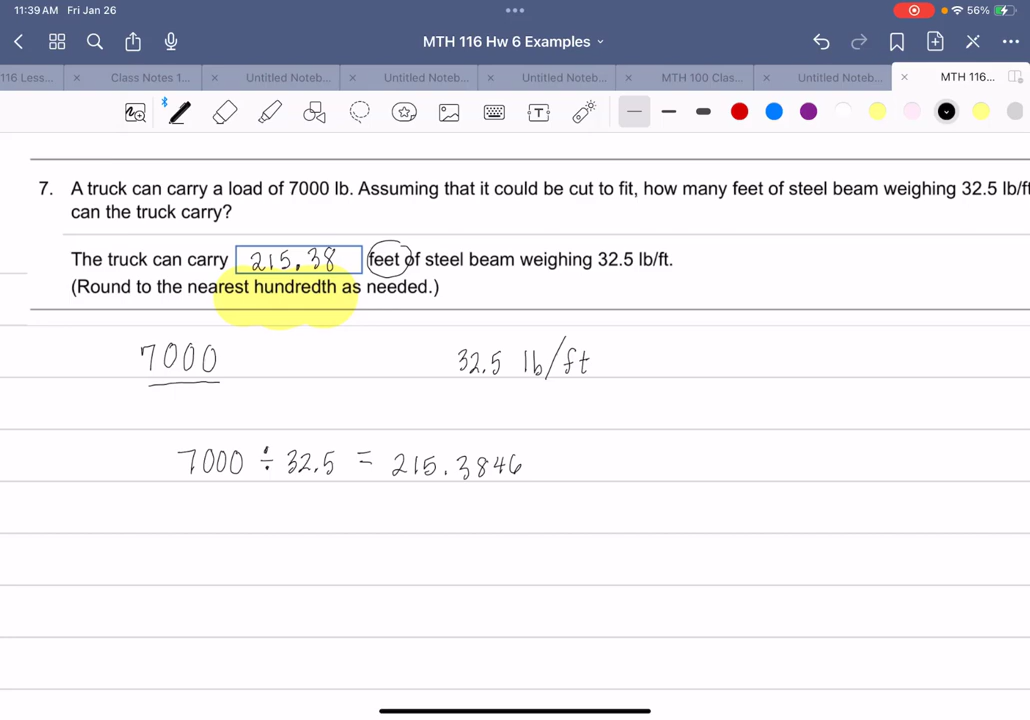 11:39 AM Fri Jan 26
56%
MTH 116 Hw 6 Examples
116 Less... Class Notes 1... Untitled Noteb... Untitled Noteb... Untitled Noteb... MTH 100 Clas... Untitled Noteb... MTH 116...
7. A truck can carry a load of 7000 lb. Assuming that it could be cut to fit, how many feet of steel beam weighing 32.5 lb/ft
can the truck carry?
The truck can carry 215.38 feet of steel beam weighing 32.5 lb/ft.
(Round to the nearest hundredth as needed.)
7000 32.5 lb/ft
7000 ÷ 32.5 = 215.3846